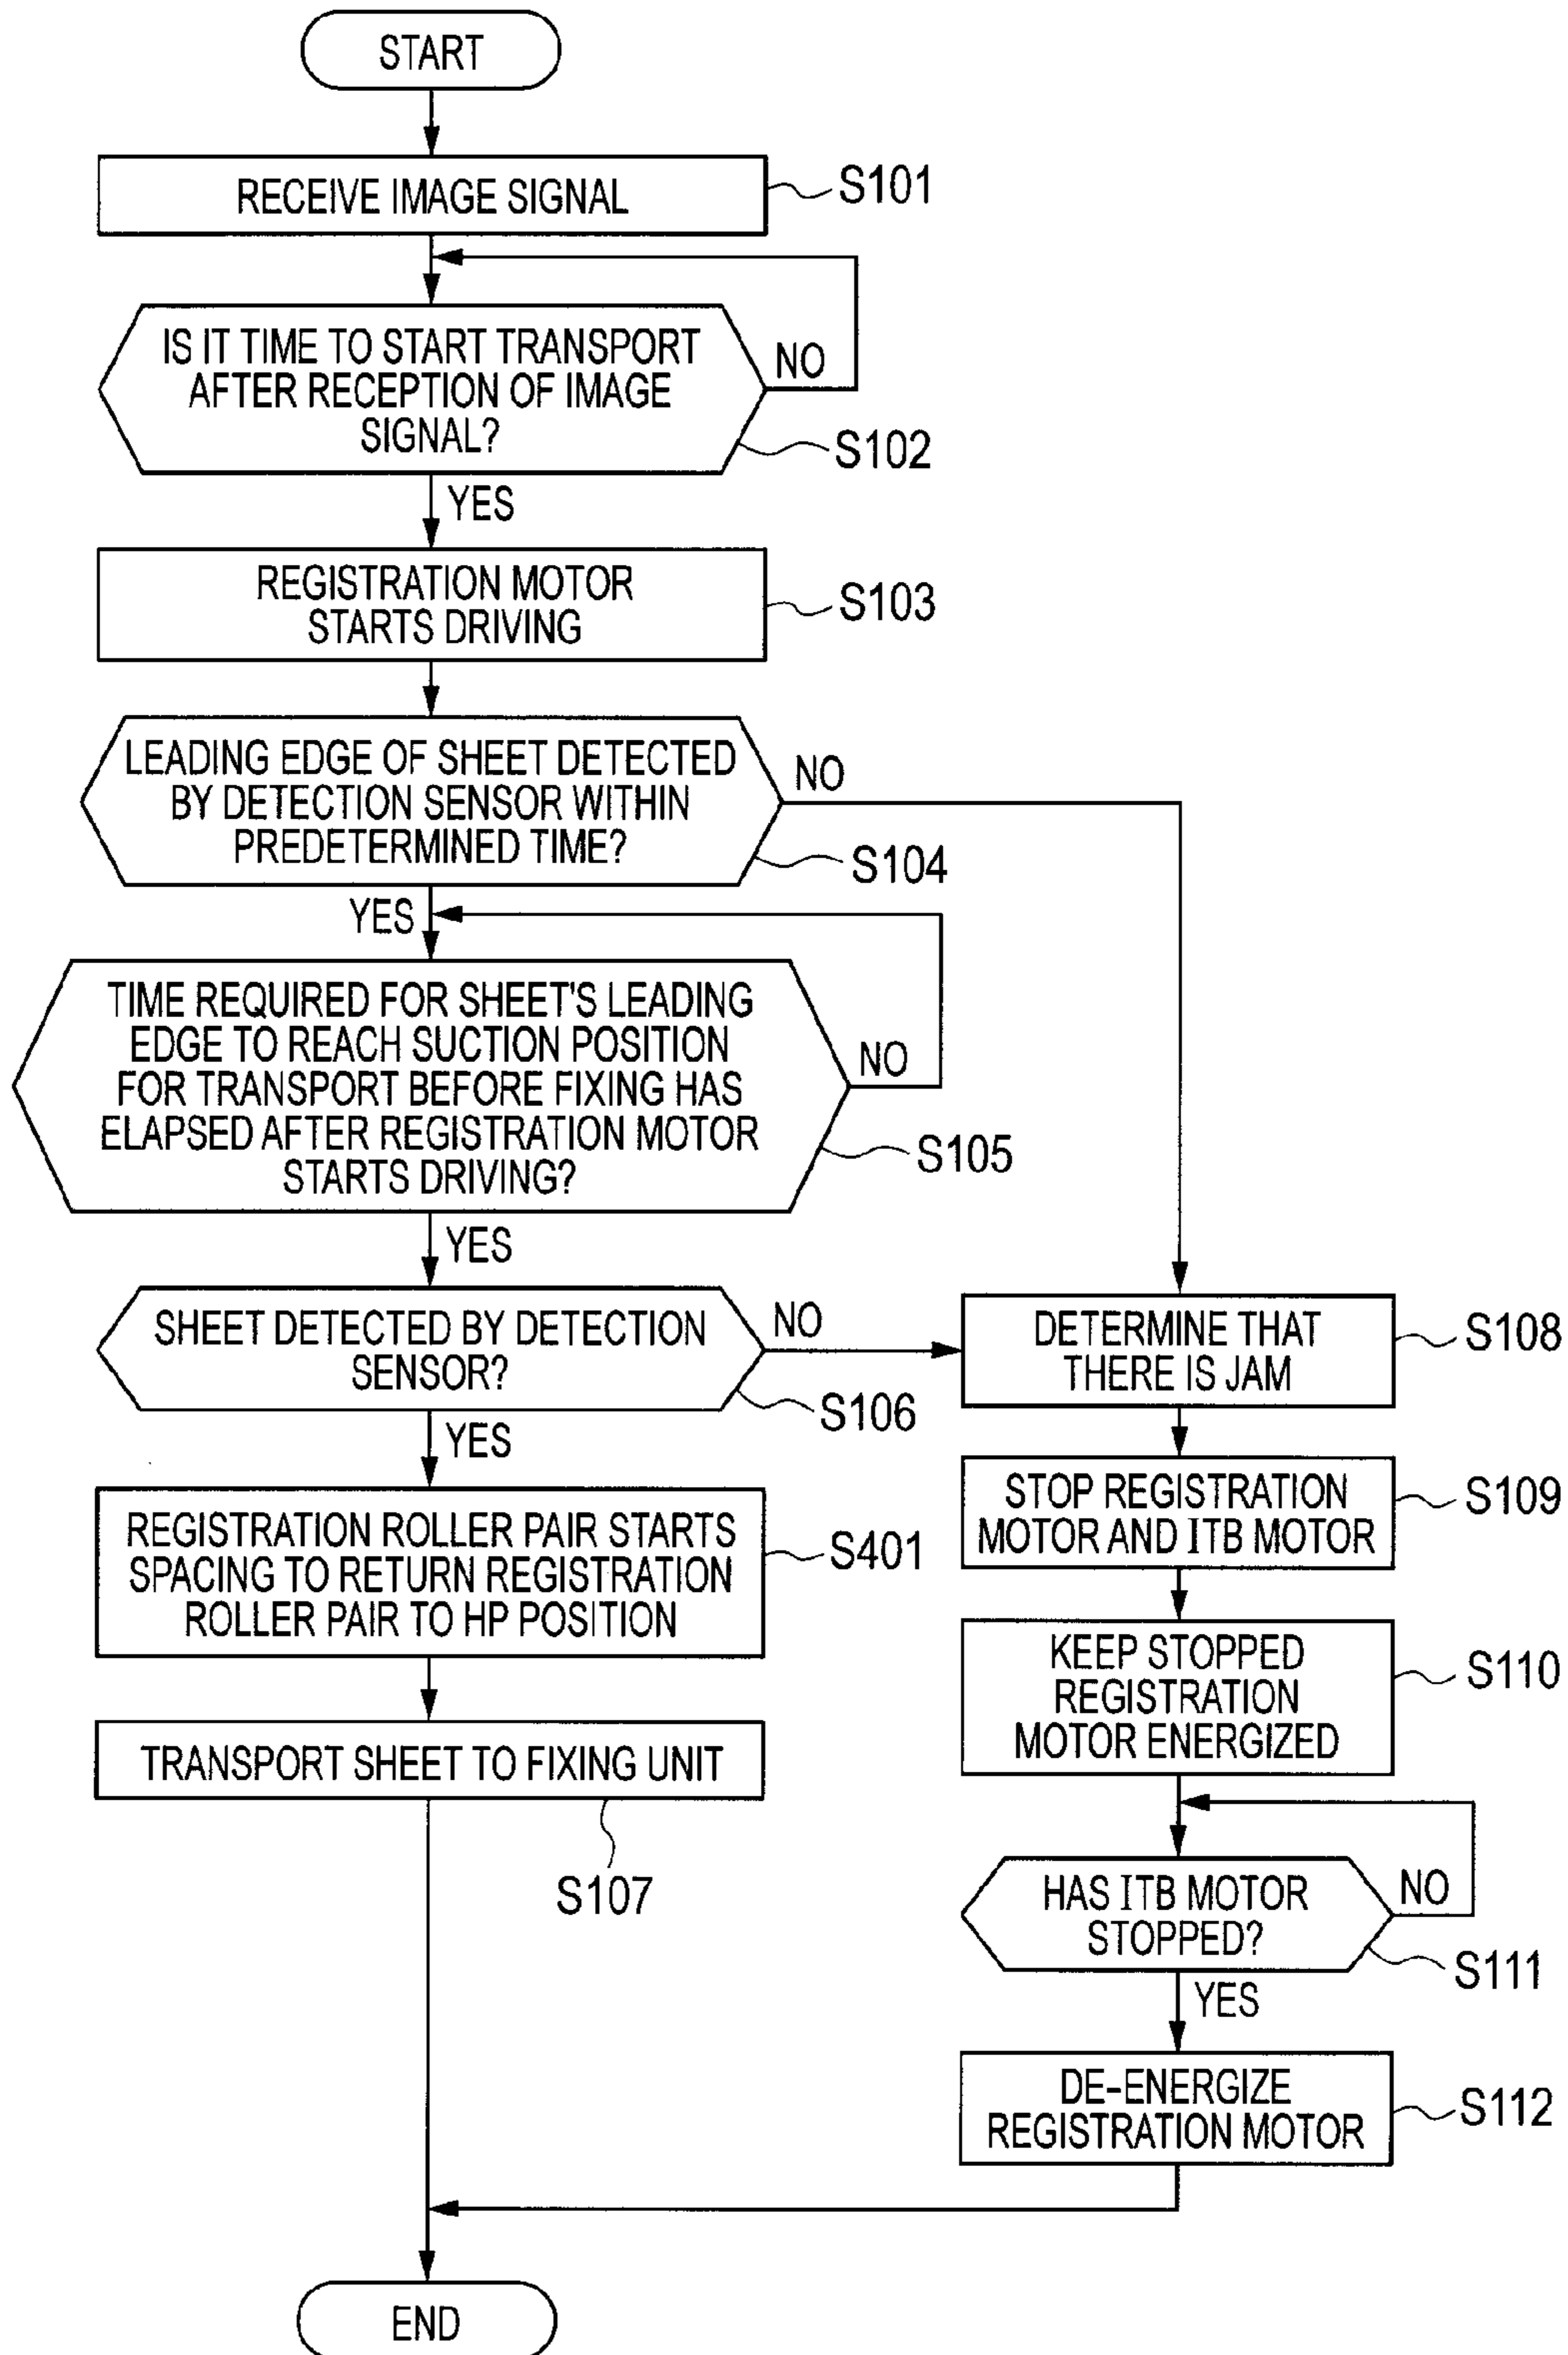 START
RECEIVE IMAGE SIGNAL
S101
IS IT TIME TO START TRANSPORT
AFTER RECEPTION OF IMAGE
SIGNAL?
NO
S102
YES
REGISTRATION MOTOR
STARTS DRIVING
S103
LEADING EDGE OF SHEET DETECTED
BY DETECTION SENSOR WITHIN
PREDETERMINED TIME?
NO
S104
YES
TIME REQUIRED FOR SHEET'S LEADING
EDGE TO REACH SUCTION POSITION
FOR TRANSPORT BEFORE FIXING HAS
ELAPSED AFTER REGISTRATION MOTOR
STARTS DRIVING?
NO
S105
YES
SHEET DETECTED BY DETECTION
SENSOR?
NO
S106
YES
REGISTRATION ROLLER PAIR STARTS
SPACING TO RETURN REGISTRATION
ROLLER PAIR TO HP POSITION
S401
TRANSPORT SHEET TO FIXING UNIT
S107
DETERMINE THAT
THERE IS JAM
S108
STOP REGISTRATION
MOTOR AND ITB MOTOR
S109
KEEP STOPPED
REGISTRATION
MOTOR ENERGIZED
S110
HAS ITB MOTOR
STOPPED?
NO
S111
YES
DE-ENERGIZE
REGISTRATION MOTOR
S112
END